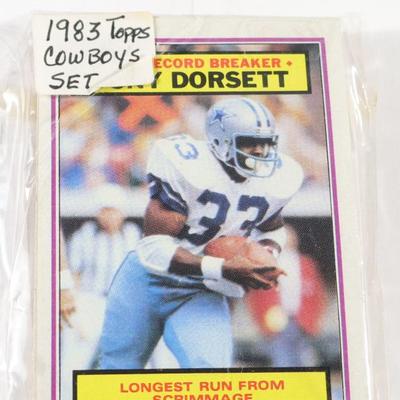 1983 Topps
COWBOYS
SET
RECORD BREAKER
DORSETT
33
LONGEST RUN FROM
SCRIMMAGE